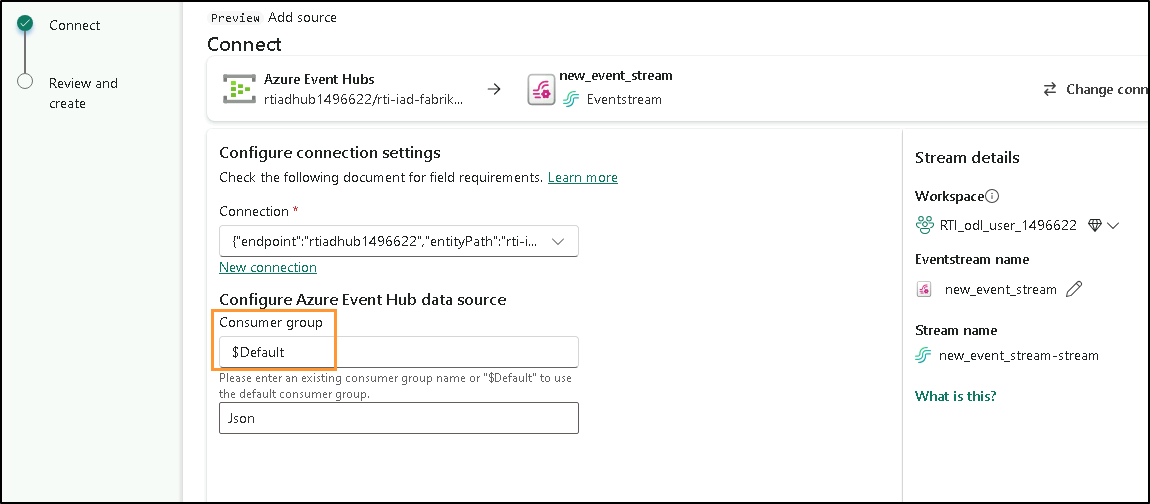 Connect
Review and
create
Preview Add source
Connect
Azure Event Hubs
rtiadhub1496622/rti-iad-fabrik...
new_event_stream
Eventstream
Change conn
Configure connection settings
Check the following document for field requirements. Learn more
Connection *
{"endpoint":"rtiadhub1496622","entityPath":"rti-i...
New connection
Configure Azure Event Hub data source
Consumer group
$Default
Please enter an existing consumer group name or "$Default" to use
the default consumer group.
Json
Stream details
Workspace
RTI_odl_user_1496622
Eventstream name
new_event_stream
Stream name
new_event_stream-stream
What is this?